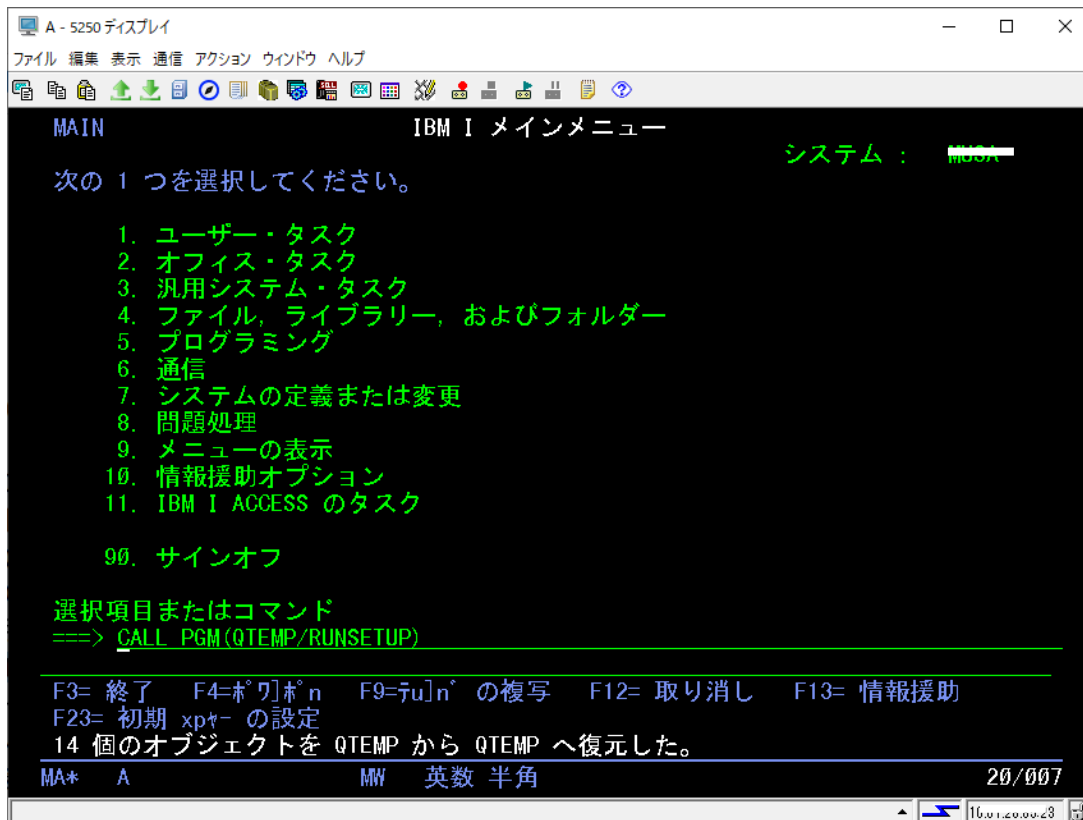 A - 5250 ディスプレイ
ファイル 編集 表示 通信 アクション ウィンドウ ヘルプ
MAIN IBM I メインメニュー
システム :
次の 1 つを選択してください。
1. ユーザー・タスク
2. オフィス・タスク
3. 汎用システム・タスク
4. ファイル, ライブラリー, およびフォルダー
5. プログラミング
6. 通信
7. システムの定義または変更
8. 問題処理
9. メニューの表示
10. 情報援助オプション
11. IBM I ACCESS のタスク
90. サインオフ
選択項目またはコマンド
===> CALL PGM(QTEMP/RUNSETUP)
F3= 終了 F4=ﾎﾟﾜ]ﾎﾟn F9=ﾃu]nﾞ の複写 F12= 取り消し F13= 情報援助
F23= 初期 xpｬｰ の設定
14 個のオブジェクトを QTEMP から QTEMP へ復元した。
MA* A MW 英数 半角 20/007